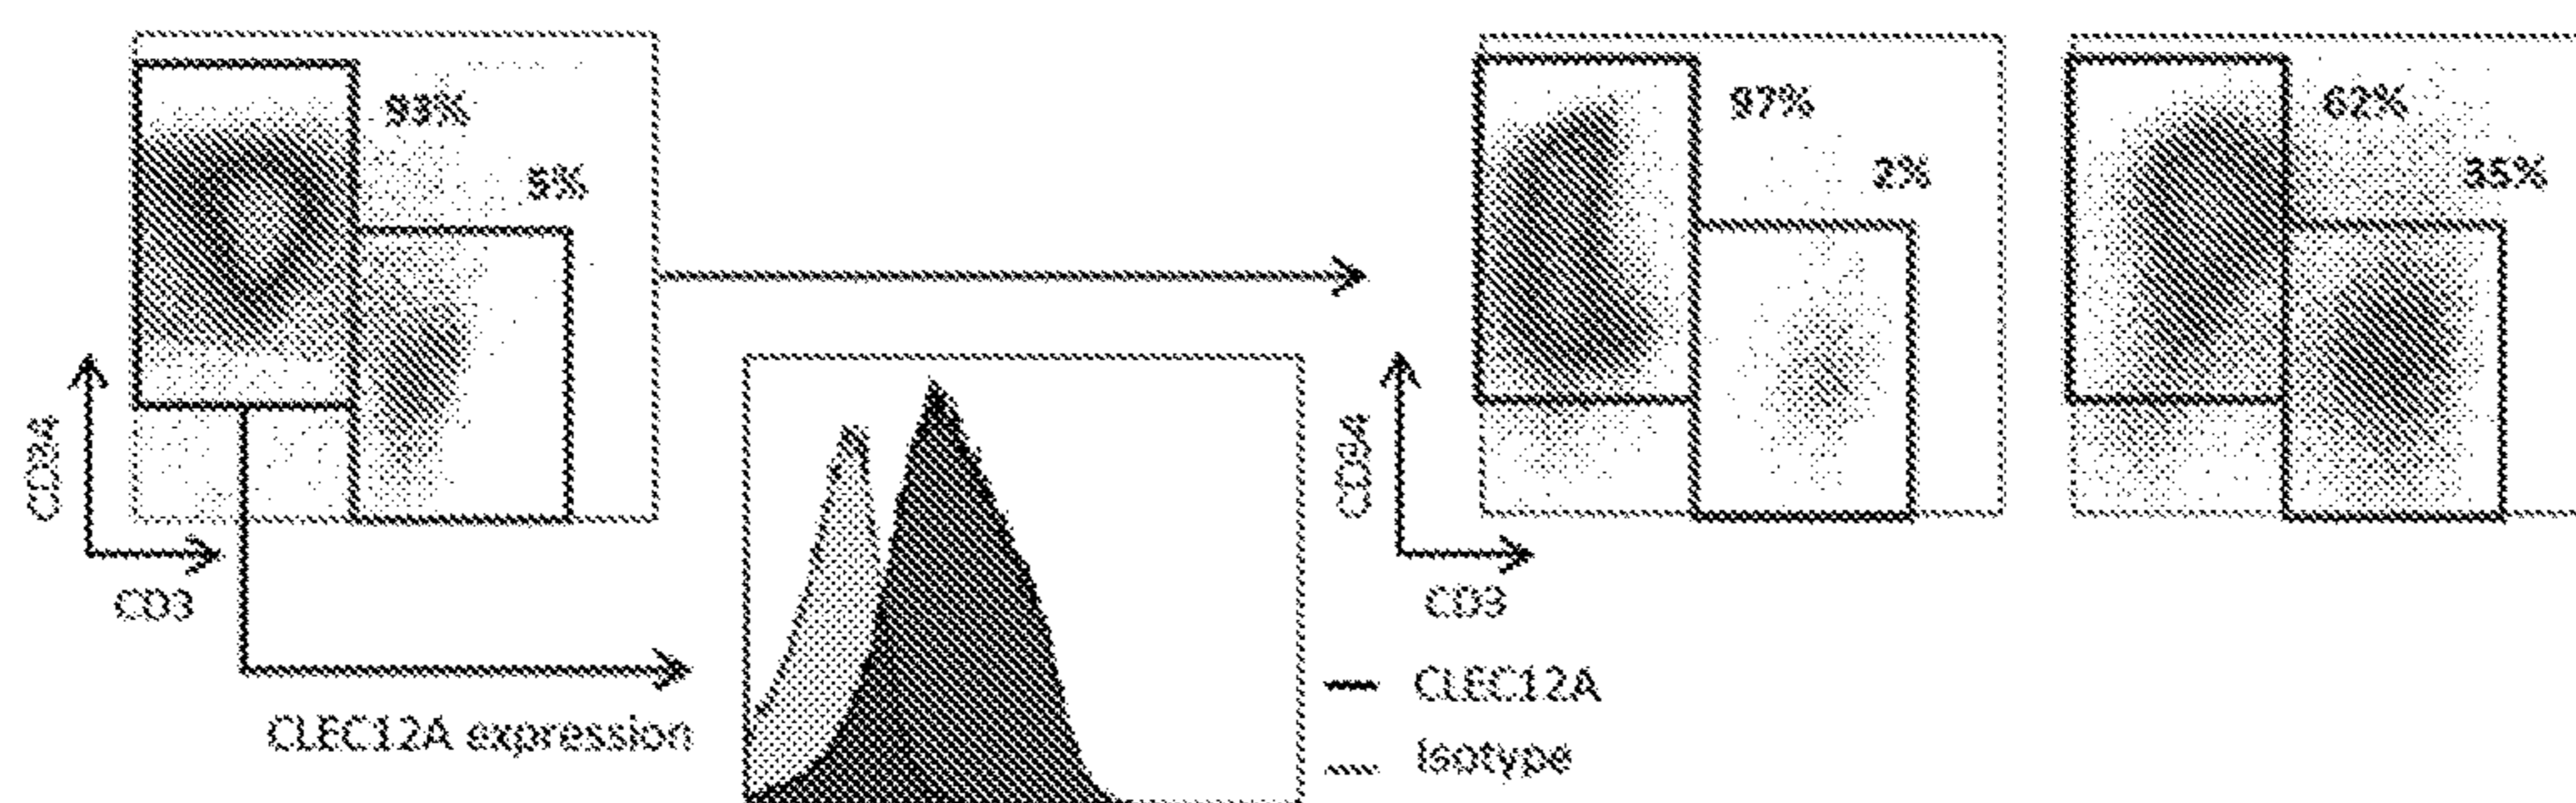 93%
5%
CD34
CD3
CLEC12A expression
CLEC12A
Isotype
97%
2%
62%
35%
CD34
CD3